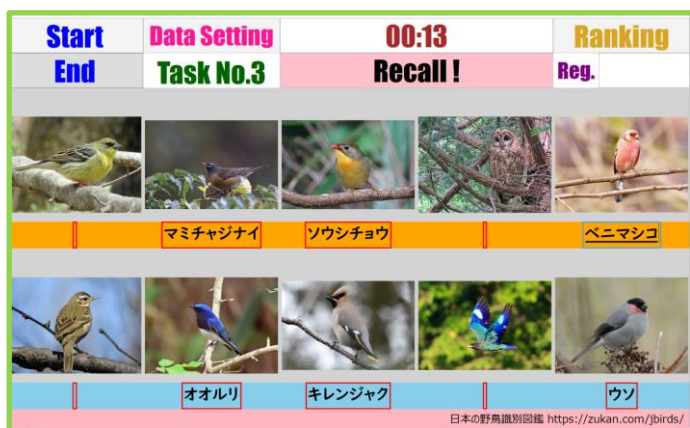 Start Data Setting 00:13 Ranking
End Task No.3 Recall ! Reg.
マミチャジナイ ソウシチョウ ベニマシコ
オオルリ キレンジャク ウソ
日本の野鳥識別図鑑 https://zukan.com/jbirds/